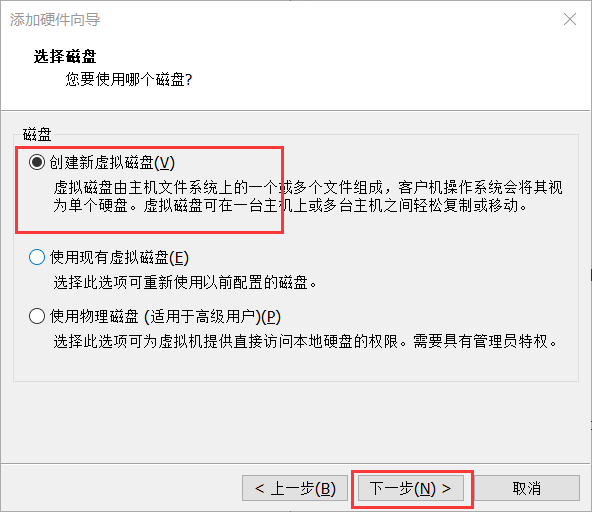 添加硬件向导
选择磁盘
您要使用哪个磁盘?
磁盘
创建新虚拟磁盘(V)
虚拟磁盘由主机文件系统上的一个或多个文件组成，客户机操作系统会将其视
为单个硬盘。虚拟磁盘可在一台主机上或多台主机之间轻松复制或移动。
使用现有虚拟磁盘(E)
选择此选项可重新使用以前配置的磁盘。
使用物理磁盘 (适用于高级用户)(P)
选择此选项可为虚拟机提供直接访问本地硬盘的权限。需要具有管理员特权。
< 上一步(B) 下一步(N) > 取消